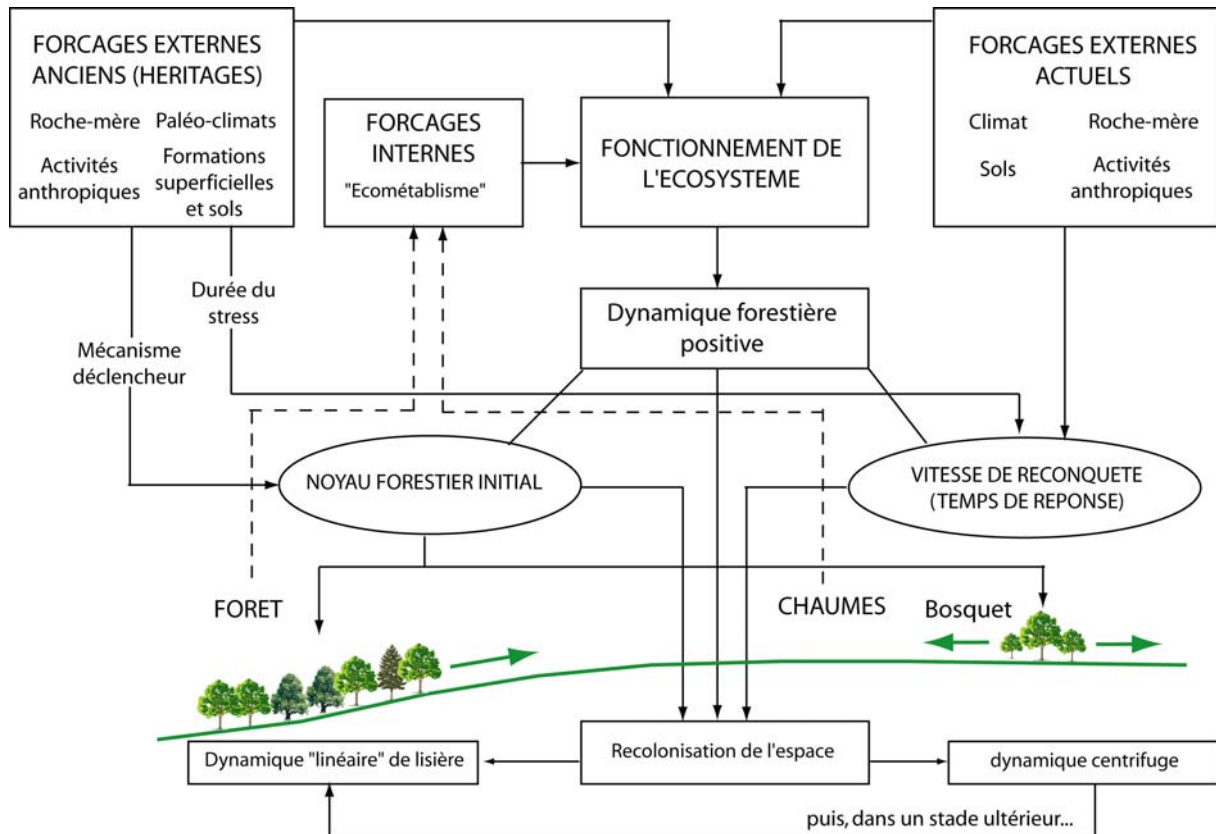 FORCAGES EXTERNES
ANCIENS (HERITAGES)
Roche-mère
Paléo-climats
Activités
anthropiques
Formations
superficielles
et sols
FORCAGES
INTERNES
"Ecométablisme"
FONCTIONNEMENT DE
L'ECOSYSTEME
FORCAGES EXTERNES
ACTUELS
Climat
Roche-mère
Sols
Activités
anthropiques
Durée du
stress
Mécanisme
déclencheur
Dynamique forestière
positive
NOYAU FORESTIER INITIAL
VITESSE DE RECONQUETE
(TEMPS DE REPONSE)
FORET
CHAUMES
Bosquet
Dynamique "linéaire" de lisière
Recolonisation de l'espace
dynamique centrifuge
puis, dans un stade ultérieur...